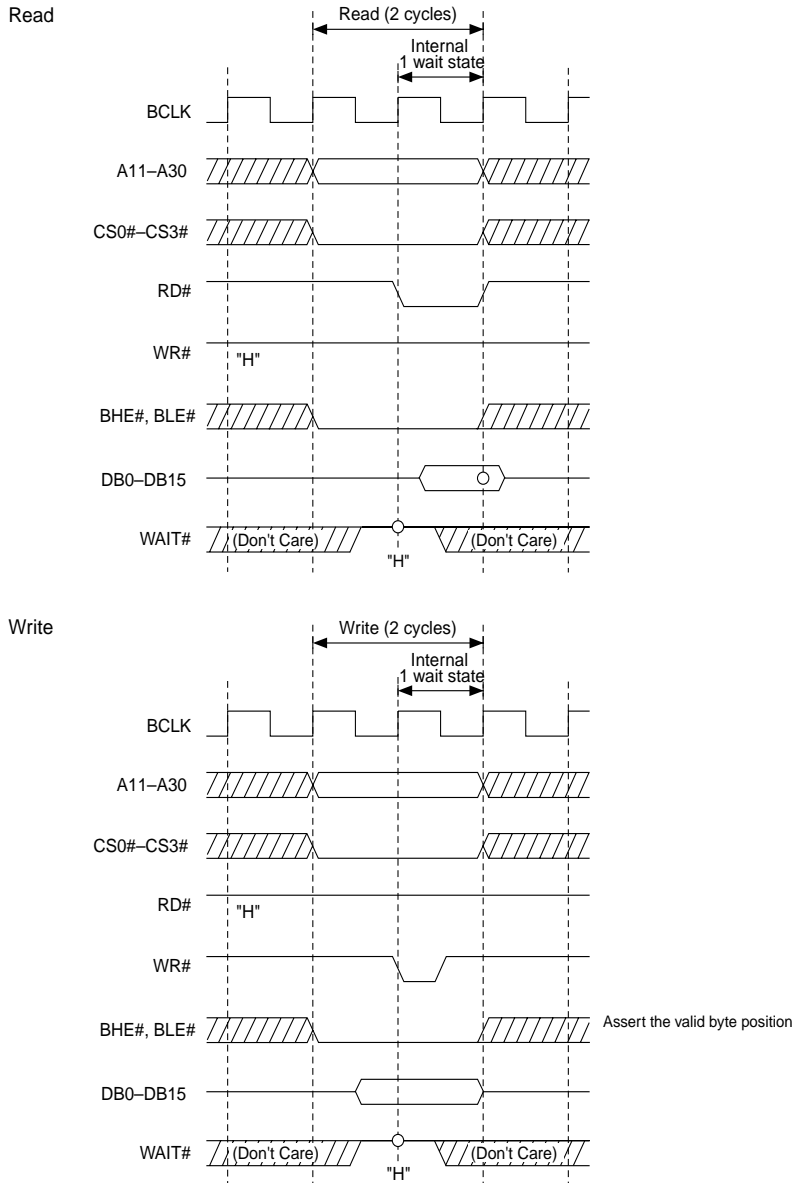 Read
Read (2 cycles)
Internal
1 wait state
BCLK
A11–A30
CS0#–CS3#
RD#
WR#
"H"
BHE#, BLE#
DB0–DB15
WAIT#
(Don't Care)
(Don't Care)
"H"
Write
Write (2 cycles)
Internal
1 wait state
BCLK
A11–A30
CS0#–CS3#
RD#
"H"
WR#
BHE#, BLE#
Assert the valid byte position
DB0–DB15
WAIT#
(Don't Care)
(Don't Care)
"H"